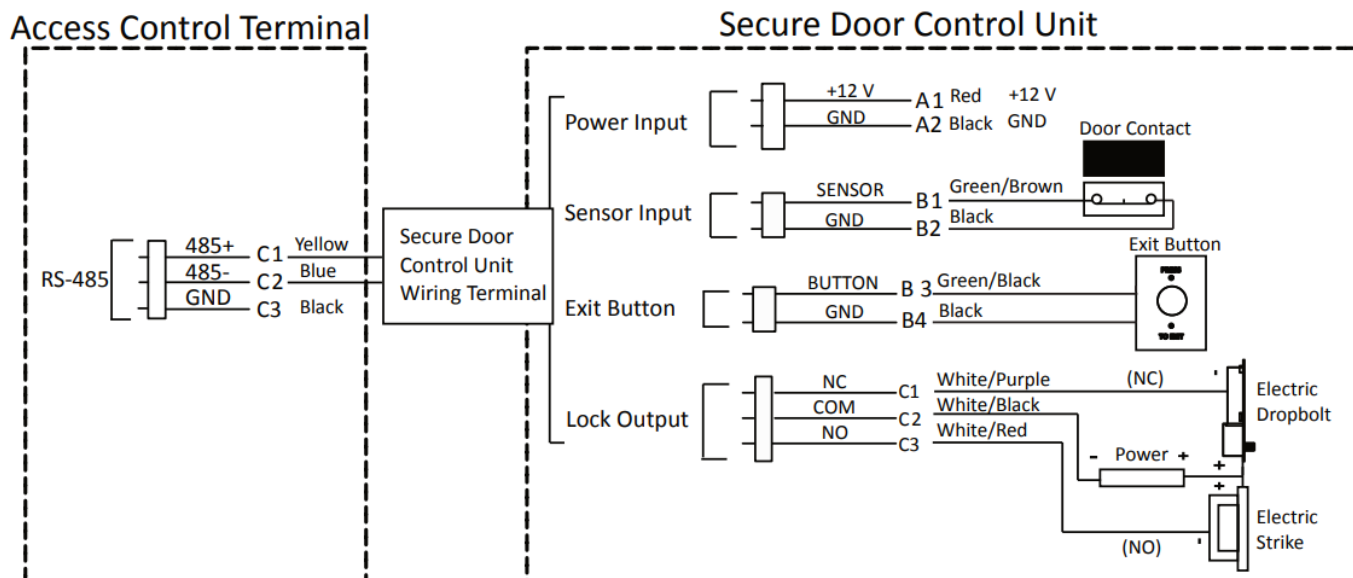 Access Control Terminal
Secure Door Control Unit
RS-485
485+ C1 Yellow
485- C2 Blue
GND C3 Black
Secure Door
Control Unit
Wiring Terminal
Power Input
+12 V A1 Red +12 V
GND A2 Black GND
Door Contact
Sensor Input
SENSOR B1 Green/Brown
GND B2 Black
Exit Button
PRESS
TO EXIT
Exit Button
BUTTON B 3 Green/Black
GND B4 Black
Lock Output
NC C1 White/Purple (NC)
COM C2 White/Black
NO C3 White/Red
- Power +
+
+
-
Electric
Dropbolt
(NO)
-
Electric
Strike